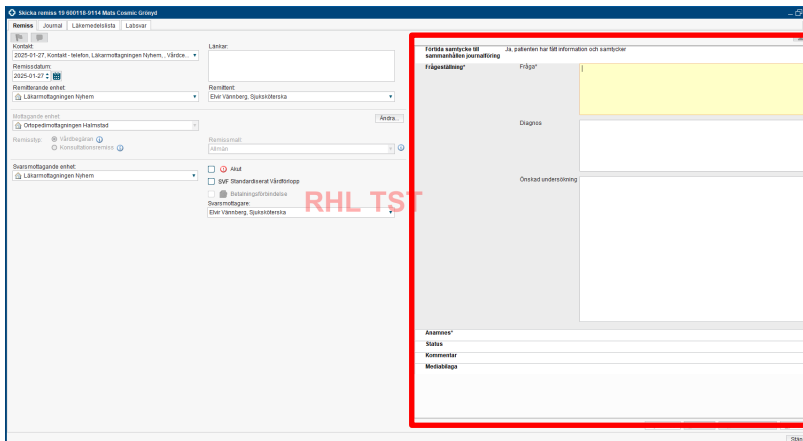 Skicka remiss 19 600118-9114 Mats Cosmic Grönyd
Remiss Journal Läkemedelslista Labsvar
Kontakt:
2025-01-27, Kontakt - telefon, Läkarmottagningen Nyhem, , Vårdce...
Länkar:
Remissdatum:
2025-01-27
Remitterande enhet:
Läkarmottagningen Nyhem
Remittent:
Elvir Vännberg, Sjuksköterska
Mottagande enhet:
Ortopedimottagningen Halmstad
Ändra...
Remisstyp:
Vårdbegäran
Konsultationsremiss
Remissmall:
Allmän
Svarsmottagande enhet:
Läkarmottagningen Nyhem
Akut
SVF Standardiserat Vårdförlopp
Betalningsförbindelse
Svarsmottagare:
Elvir Vännberg, Sjuksköterska
RHL TST
Förtida samtycke till sammanhållen journalföring
Ja, patienten har fått information och samtycker
Frågeställning*
Fråga*
Diagnos
Önskad undersökning
Anamnes*
Status
Kommentar
Mediabilaga